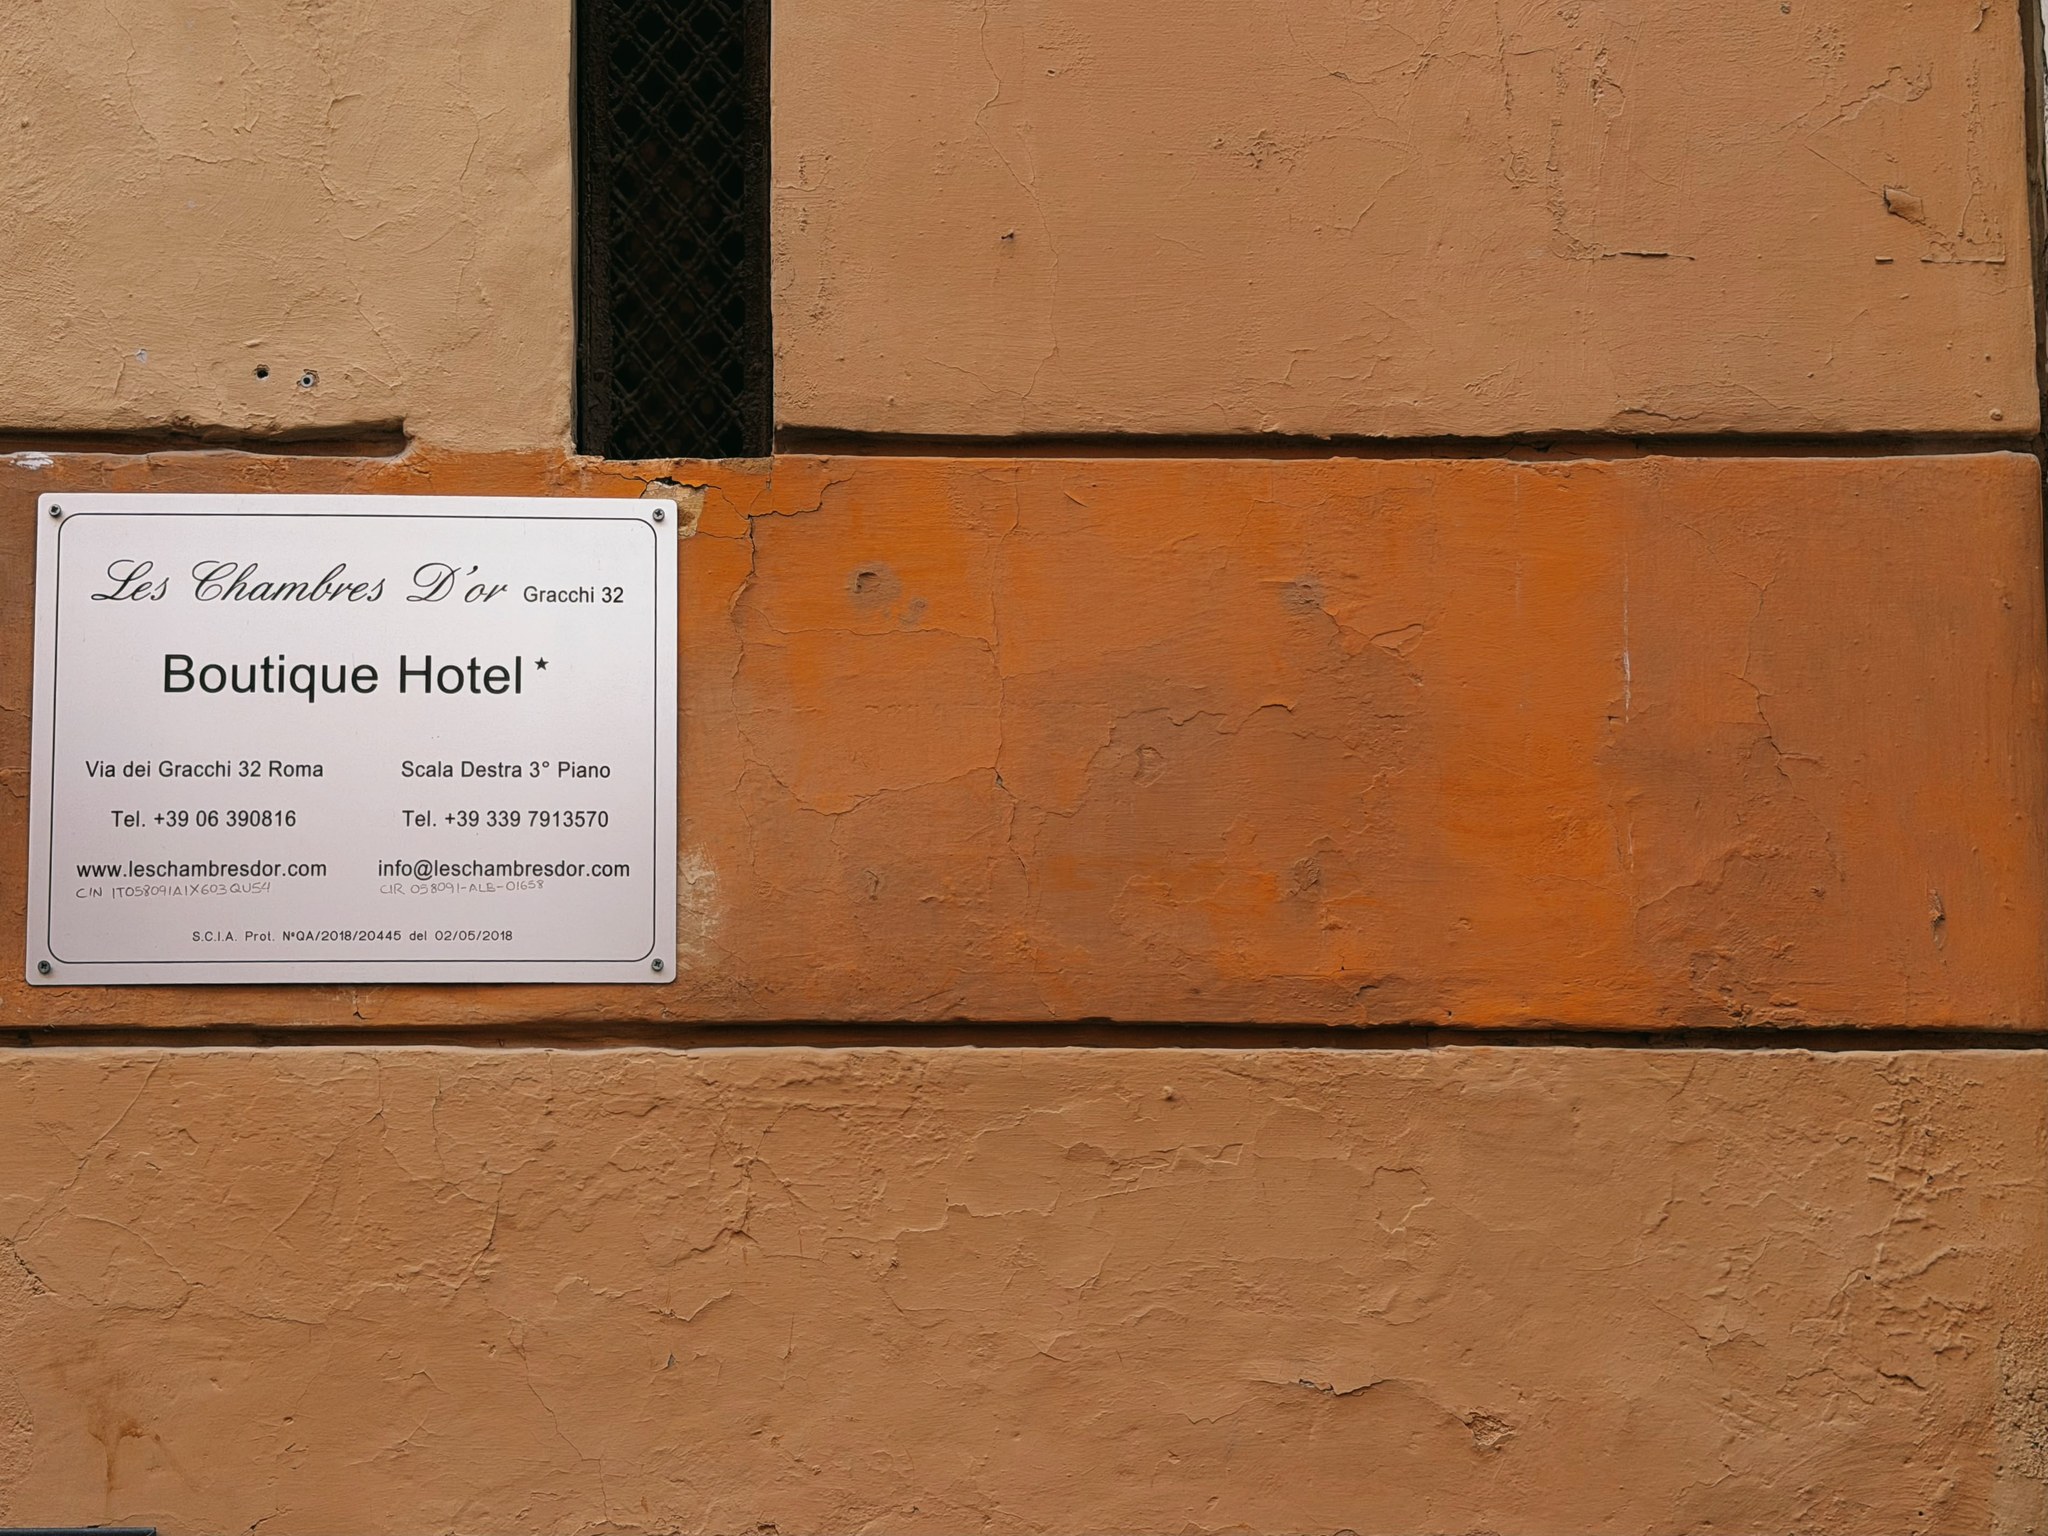 Les Chambres D'or Gracchi 32
Boutique Hotel★
Via dei Gracchi 32 Roma
Scala Destra 3° Piano
Tel. +39 06 390816
Tel. +39 339 7913570
www.leschambresdor.com
info@leschambresdor.com
CIN IT058091A1X603QU54
CIR 058091-ALB-01658
S.C.I.A. Prot. N°QA/2018/20445 del 02/05/2018